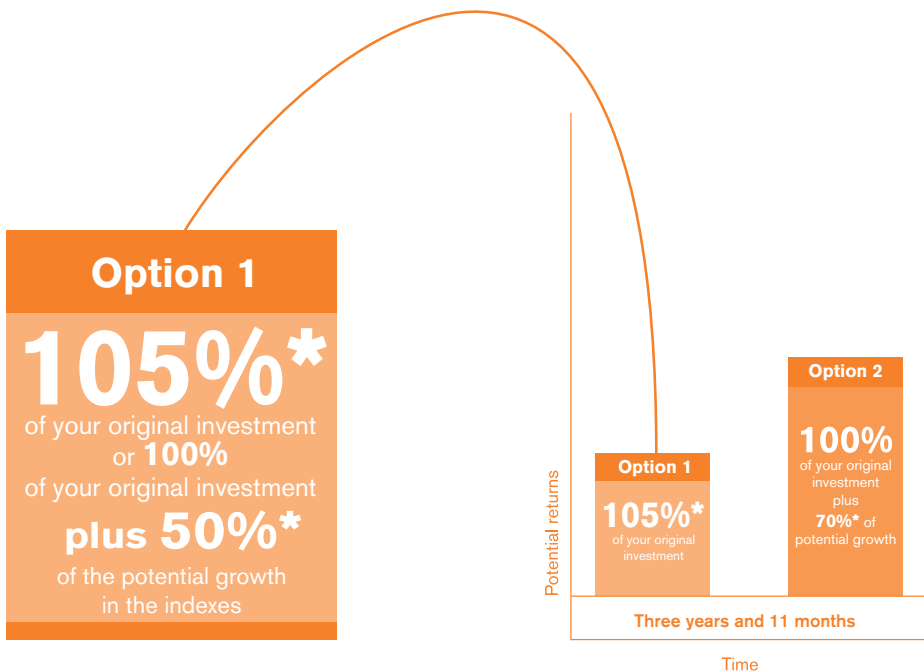 Option 1
105%*
of your original investment
or 100%
of your original investment
plus 50%*
of the potential growth
in the indexes
Potential returns
Option 1
105%*
of your original
investment
Option 2
100%
of your original
investment
plus
70%* of
potential growth
Three years and 11 months
Time